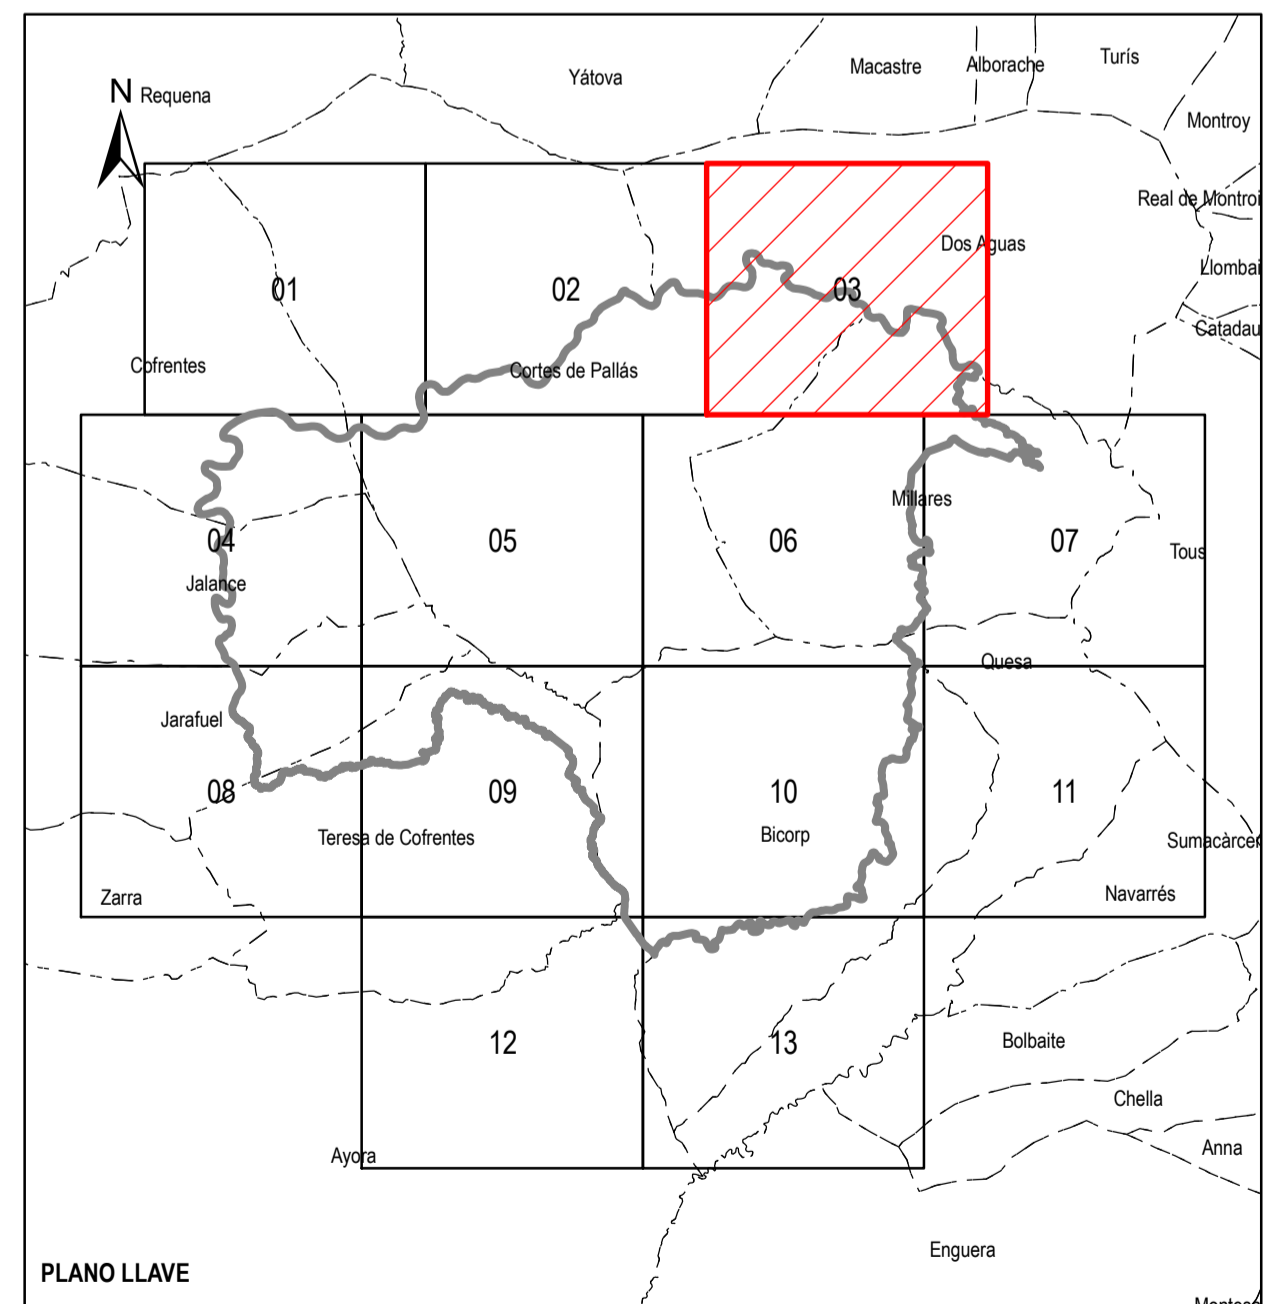 Yátova
Macastre
Alborache
Turís
N
Requena
Montroy
Real de Montroi
Dos Aguas
Llombai
01
02
03
Catadau
Cofrentes
Cortes de Pallás
Millares
04
05
06
07
Tous
Jalance
Quesa
Jarafuel
08
09
10
11
Teresa de Cofrentes
Bicorp
Sumacàrcer
Zarra
Navarrés
12
13
Bolbaite
Chella
Ayora
Anna
Enguera
PLANO LLAVE